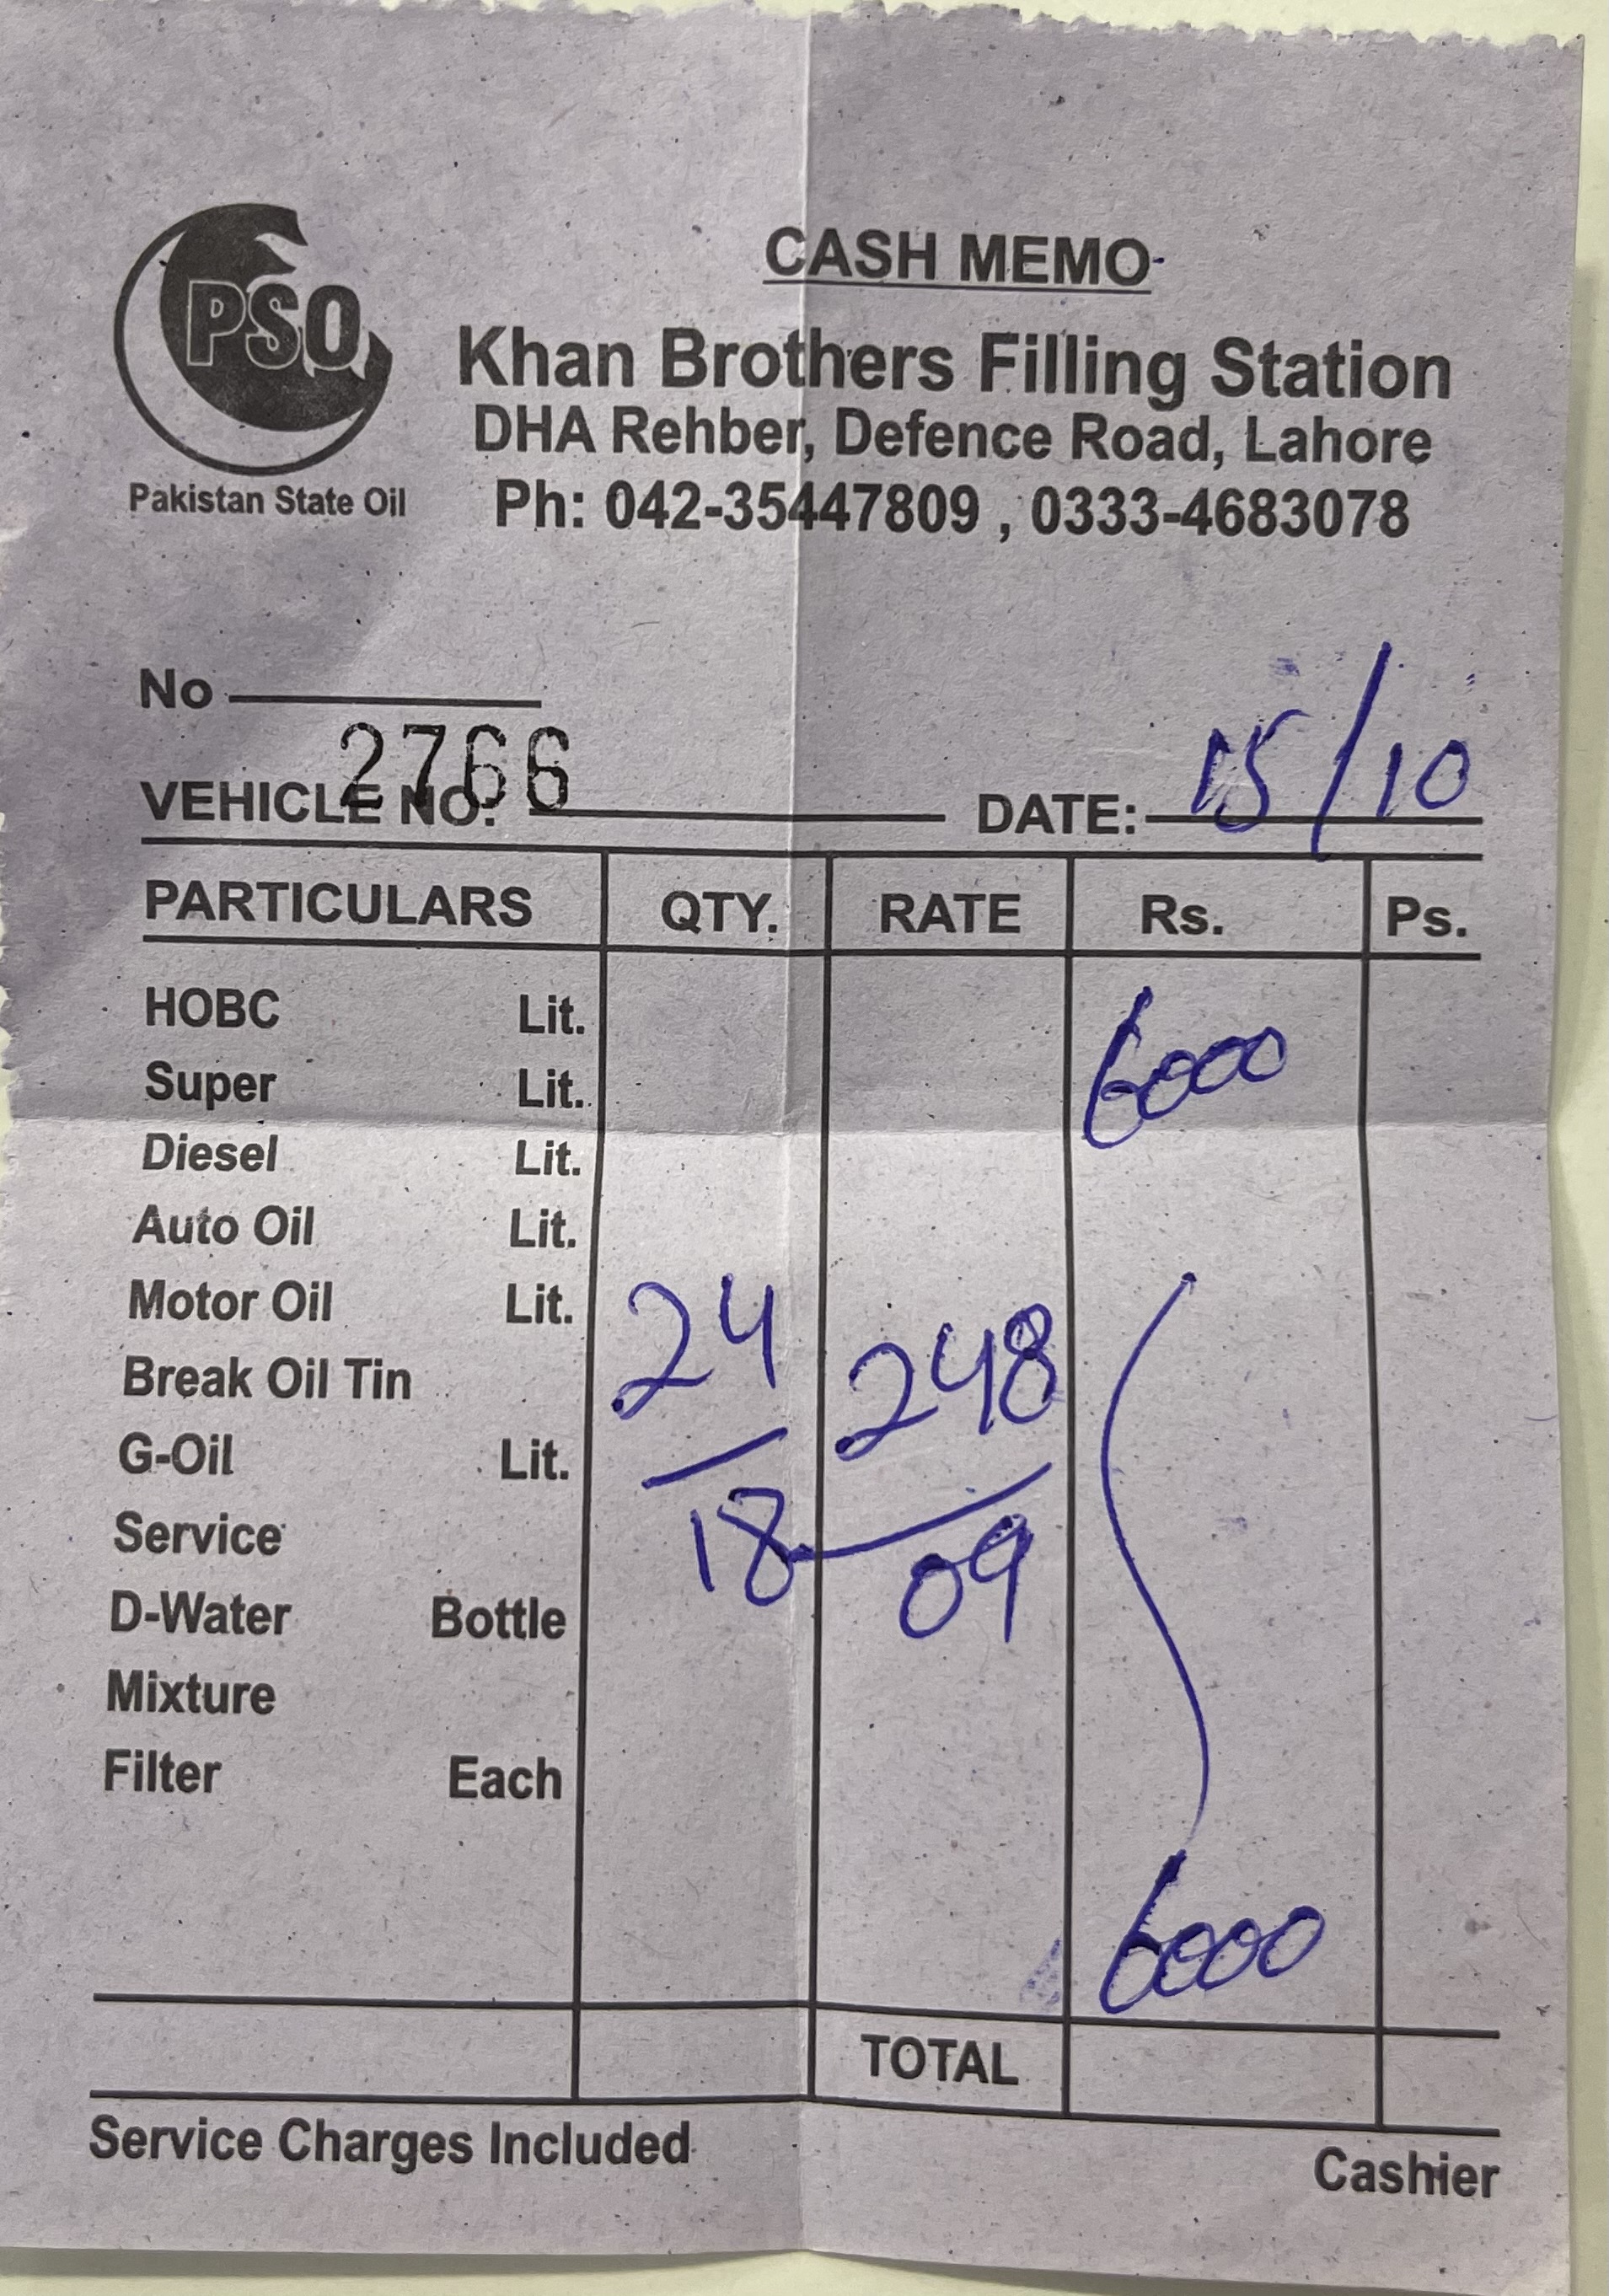 PSO
Pakistan State Oil
CASH MEMO
Khan Brothers Filling Station
DHA Rehber, Defence Road, Lahore
Ph: 042-35447809 , 0333-4683078
No
2766
VEHICLE NO. DATE: 15/10
PARTICULARS QTY. RATE Rs. Ps.
HOBC Lit. 6000
Super Lit.
Diesel Lit.
Auto Oil Lit.
Motor Oil Lit. 24 248
Break Oil Tin
G-Oil Lit.
Service 18 09
D-Water Bottle
Mixture
Filter Each
6000
TOTAL
Service Charges Included
Cashier